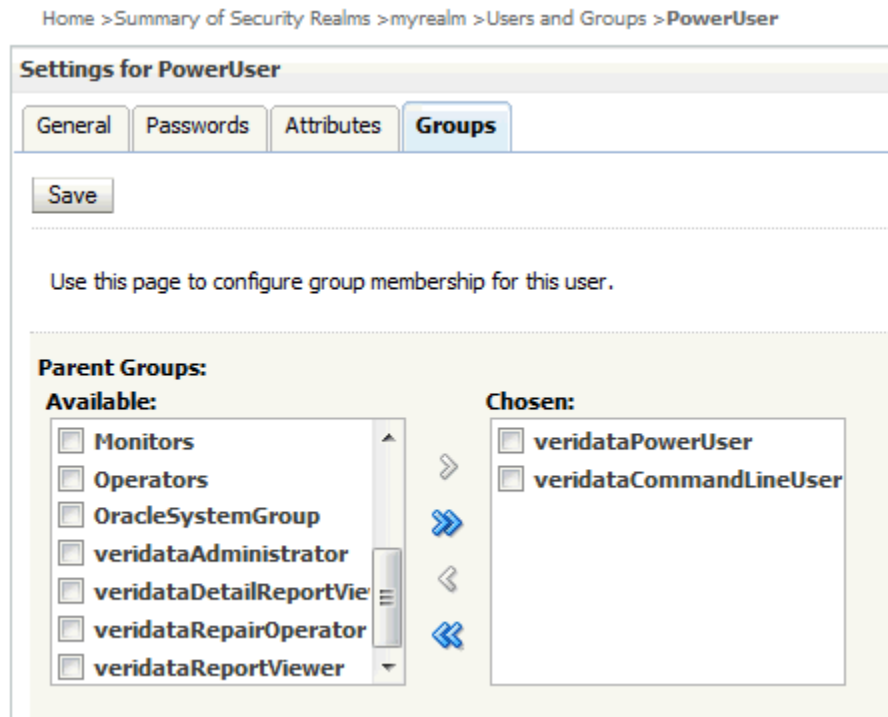 Home >Summary of Security Realms >myrealm >Users and Groups >PowerUser
Settings for PowerUser
General Passwords Attributes Groups
Save
Use this page to configure group membership for this user.
Parent Groups:
Available:
Monitors
Operators
OracleSystemGroup
veridataAdministrator
veridataDetailReportVie
veridataRepairOperator
veridataReportViewer
Chosen:
veridataPowerUser
veridataCommandLineUser